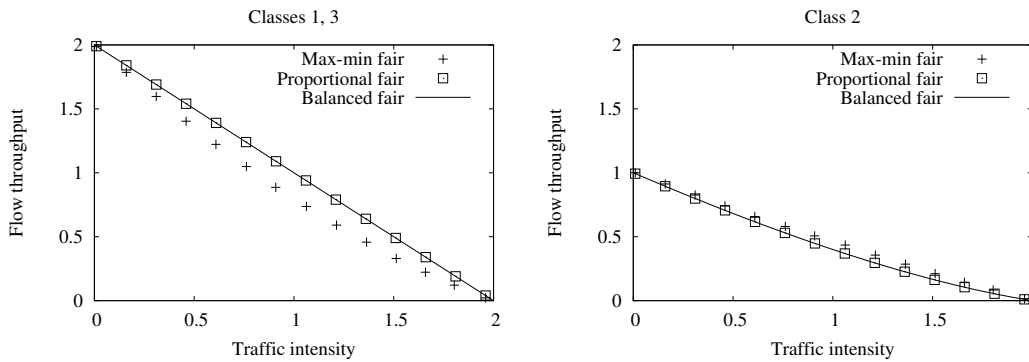 Classes 1, 3
Flow throughput
2
1.5
1
0.5
0
Max-min fair
Proportional fair
Balanced fair
0
0.5
1
1.5
2
Traffic intensity
Class 2
Flow throughput
2
1.5
1
0.5
0
Max-min fair
Proportional fair
Balanced fair
0
0.5
1
1.5
2
Traffic intensity